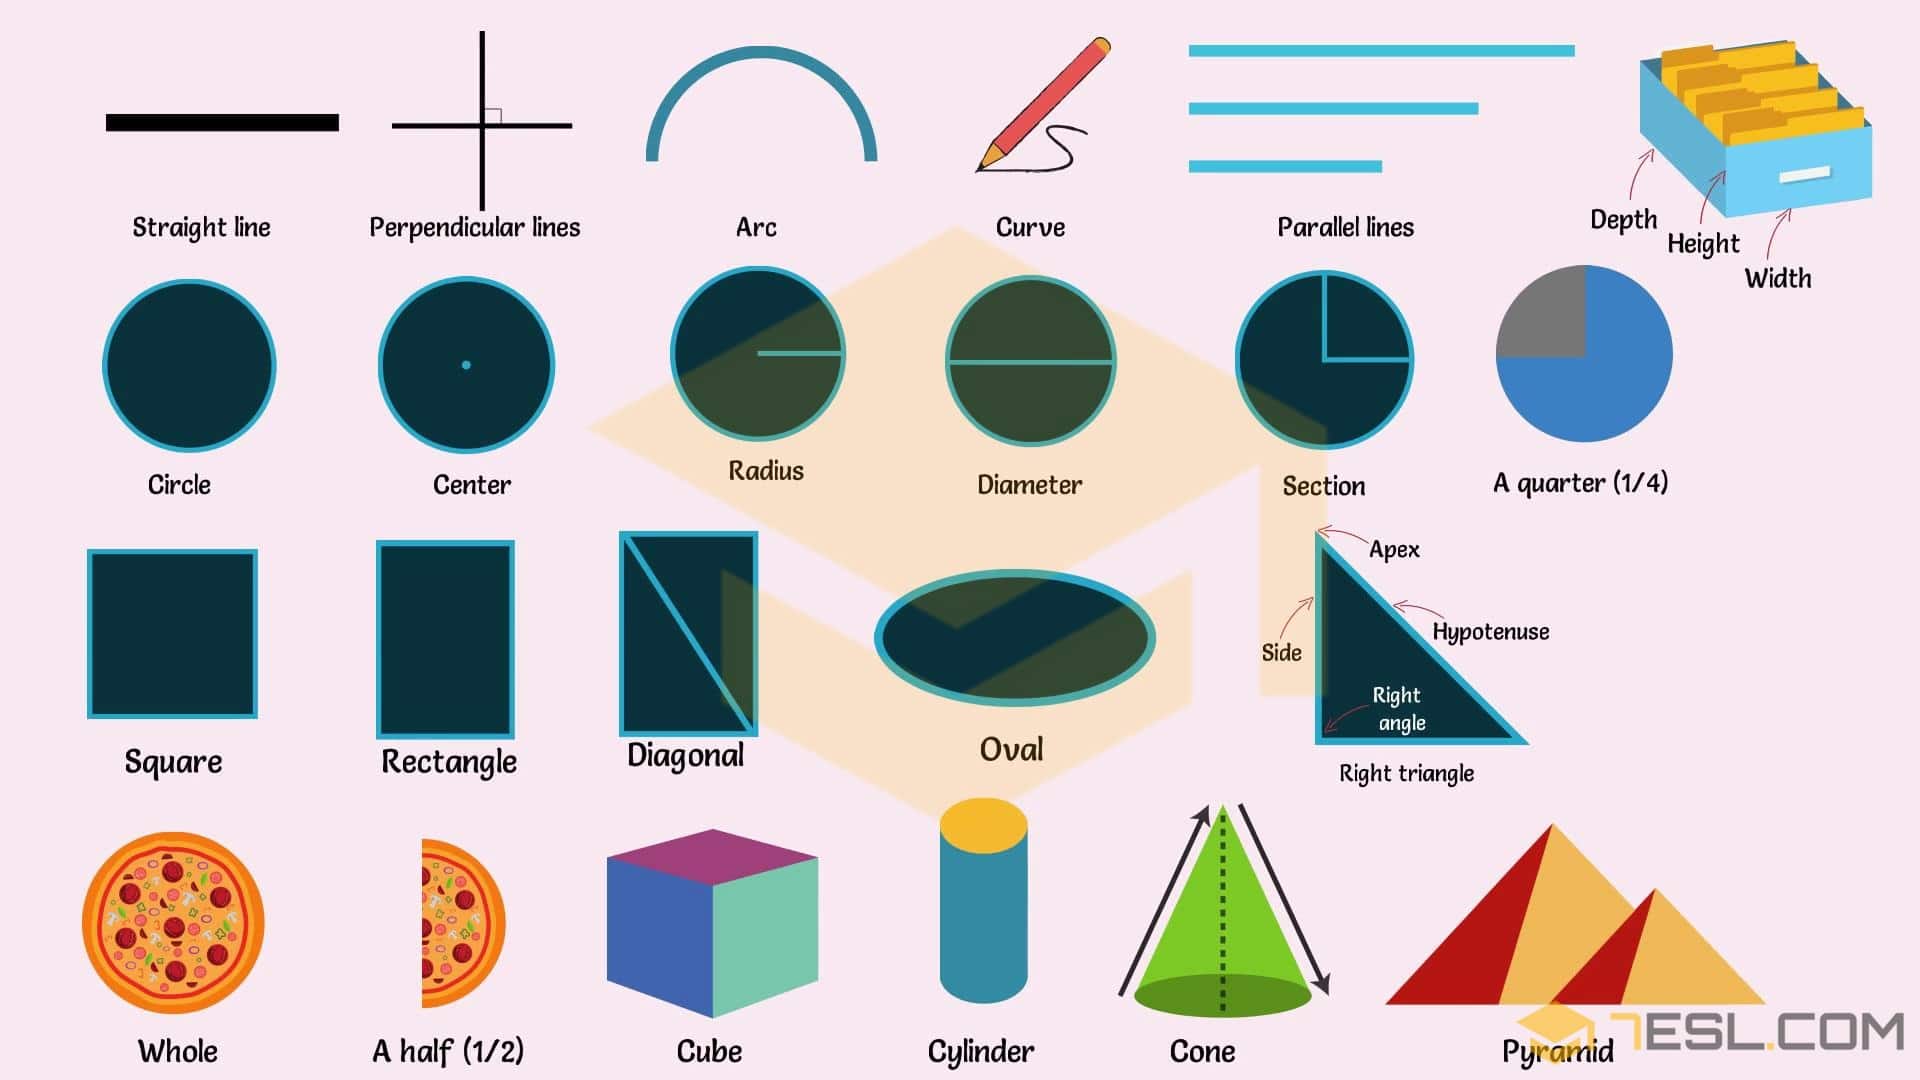 Straight line
Perpendicular lines
Arc
Curve
Parallel lines
Depth
Height
Width
Circle
Center
Radius
Diameter
Section
A quarter (1/4)
Square
Rectangle
Diagonal
Oval
Apex
Hypotenuse
Side
Right
angle
Right triangle
Whole
A half (1/2)
Cube
Cylinder
Cone
Pyramid
7ESL.COM